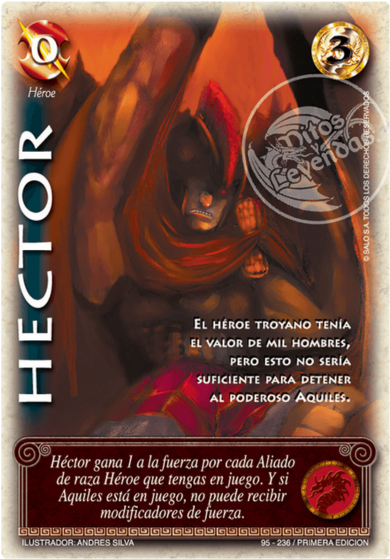 0
3
Héroe
Mitos
y
Leyendas
HECTOR
© SALO S.A. TODOS LOS DERECHOS RESERVADOS
El héroe troyano tenía
el valor de mil hombres,
pero esto no sería
suficiente para detener
al poderoso Aquiles.
Héctor gana 1 a la fuerza por cada Aliado
de raza Héroe que tengas en juego. Y si
Aquiles está en juego, no puede recibir
modificadores de fuerza.
ILUSTRADOR: ANDRES SILVA
95 - 236 / PRIMERA EDICION